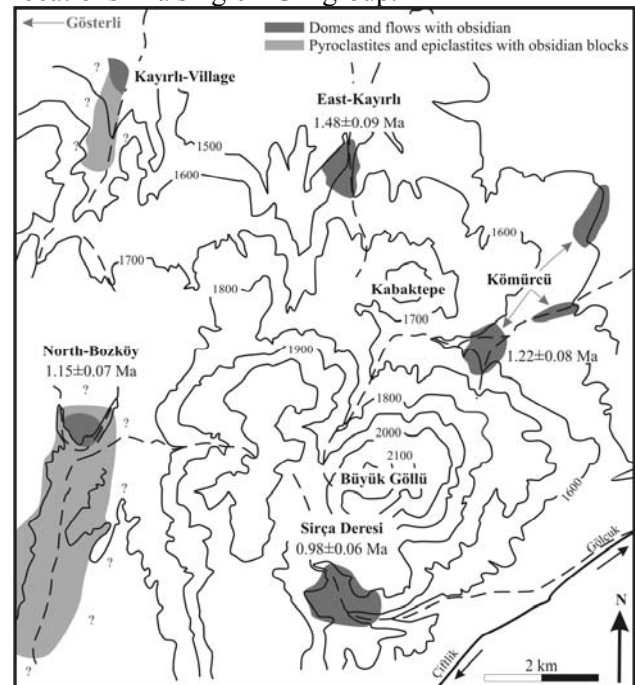 Gösterli
Domes and flows with obsidian
Pyroclastites and epiclastites with obsidian blocks
?
?
?
?
?
Kayırlı-Village
East-Kayırlı
1.48±0.09 Ma
1500
1600
1600
1700
Kömürcü
1800
Kabaktepe
1700
North-Bozköy
1.15±0.07 Ma
1900
1.22±0.08 Ma
?
1800
2000
2100
1600
Büyük Göllü
?
Sırça Deresi
0.98±0.06 Ma
Gölcük
?
?
?
N
Çiftlik
2 km
?